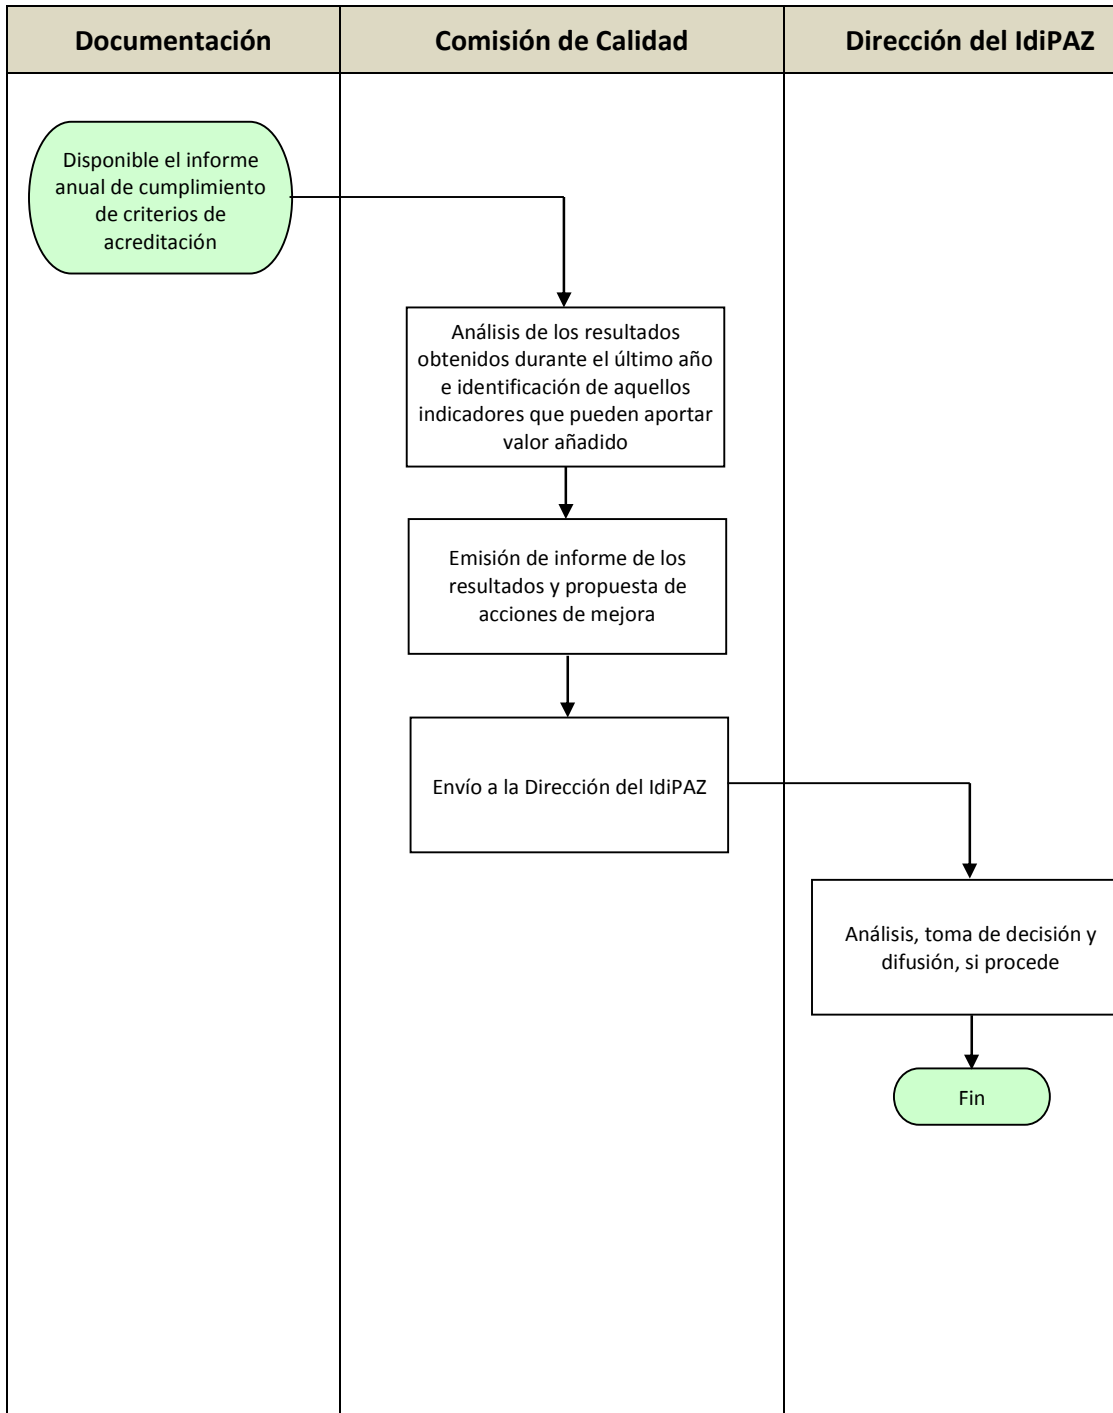 Documentación
Comisión de Calidad
Dirección del IdiPAZ
Disponible el informe
anual de cumplimiento
de criterios de
acreditación
Análisis de los resultados
obtenidos durante el último año
e identificación de aquellos
indicadores que pueden aportar
valor añadido
Emisión de informe de los
resultados y propuesta de
acciones de mejora
Envío a la Dirección del IdiPAZ
Análisis, toma de decisión y
difusión, si procede
Fin